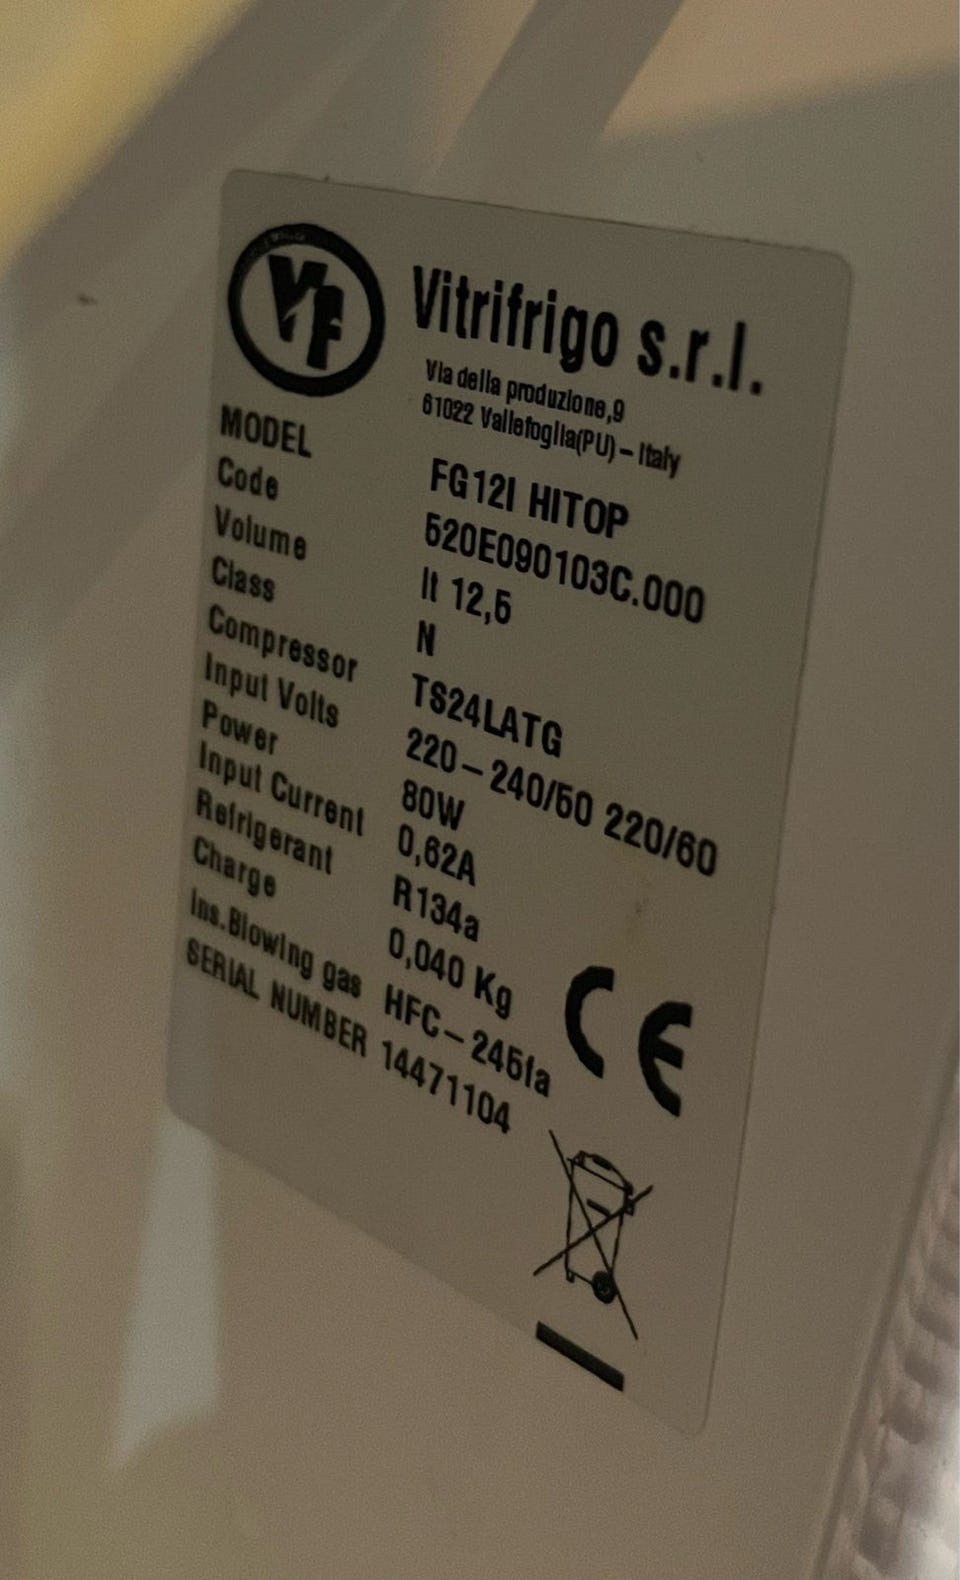 VF
Vitrifrigo s.r.l.
Via della produzione,9
61022 Vallefoglia(PU) – Italy
MODEL FG12I HITOP
Code 520E090103C.000
Volume lt 12,5
Class N
Compressor TS24LATG
Input Volts 220–240/50 220/60
Power 80W
Input Current 0,62A
Refrigerant R134a
Charge 0,040 Kg
Ins.Blowing gas HFC–245fa
SERIAL NUMBER 14471104
CE